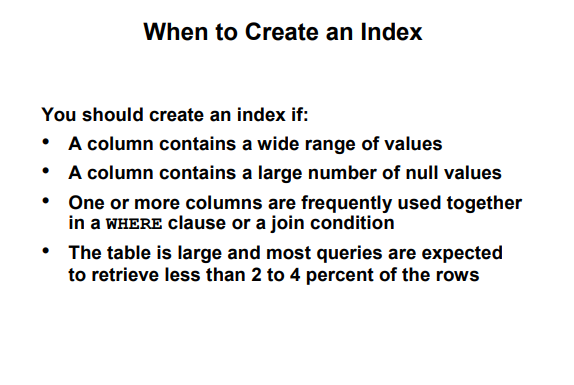 When to Create an Index
You should create an index if:
• A column contains a wide range of values
• A column contains a large number of null values
• One or more columns are frequently used together
in a WHERE clause or a join condition
• The table is large and most queries are expected
to retrieve less than 2 to 4 percent of the rows